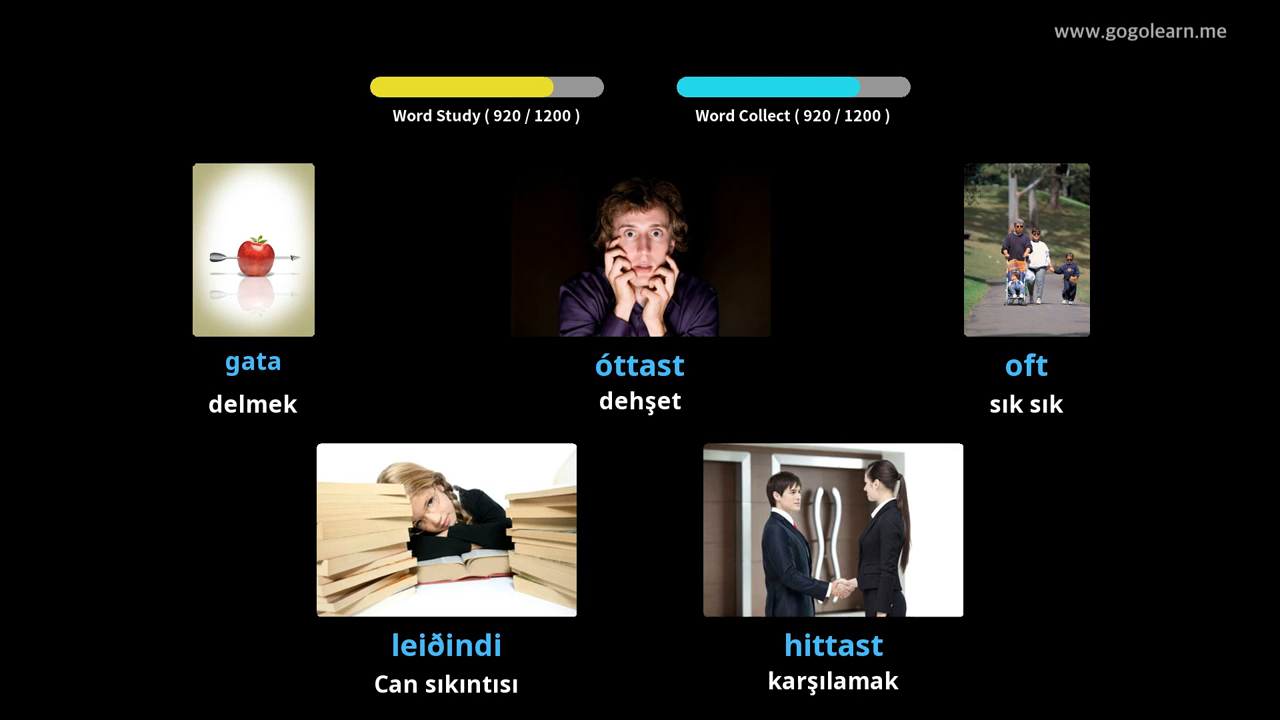 www.gogolearn.me
Word Study ( 920 / 1200 )
Word Collect ( 920 / 1200 )
gata
óttast
oft
delmek
dehşet
sık sık
leiðindi
hittast
Can sıkıntısı
karşılamak